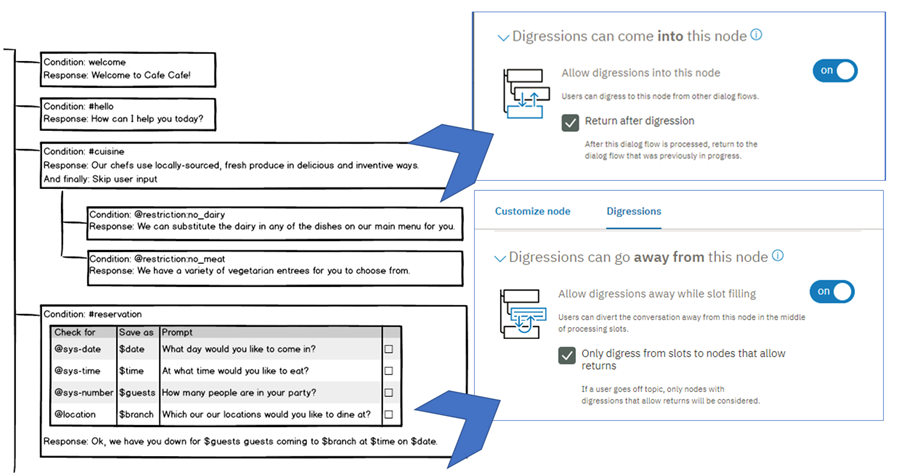 Condition: welcome
Response: Welcome to Cafe Cafe!
Condition: #hello
Response: How can I help you today?
Condition: #cuisine
Response: Our chefs use locally-sourced, fresh produce in delicious and inventive ways.
And finally: Skip user input
Condition: @restriction:no_dairy
Response: We can substitute the dairy in any of the dishes on our main menu for you.
Condition: @restriction:no_meat
Response: We have a variety of vegetarian entrees for you to choose from.
Condition: #reservation
Check for Save as Prompt
@sys-date $date What day would you like to come in?
@sys-time $time At what time would you like to eat?
@sys-number $guests How many people are in your party?
@location $branch Which our our locations would you like to dine at?
Response: Ok, we have you down for $guests guests coming to $branch at $time on $date.
Digressions can come into this node
on
Allow digressions into this node
Users can digress to this node from other dialog flows.
Return after digression
After this dialog flow is processed, return to the
dialog flow that was previously in progress.
Customize node Digressions
Digressions can go away from this node
on
Allow digressions away while slot filling
Users can divert the conversation away from this node in the middle
of processing slots.
Only digress from slots to nodes that allow
returns
If a user goes off topic, only nodes with
digressions that allow returns will be considered.